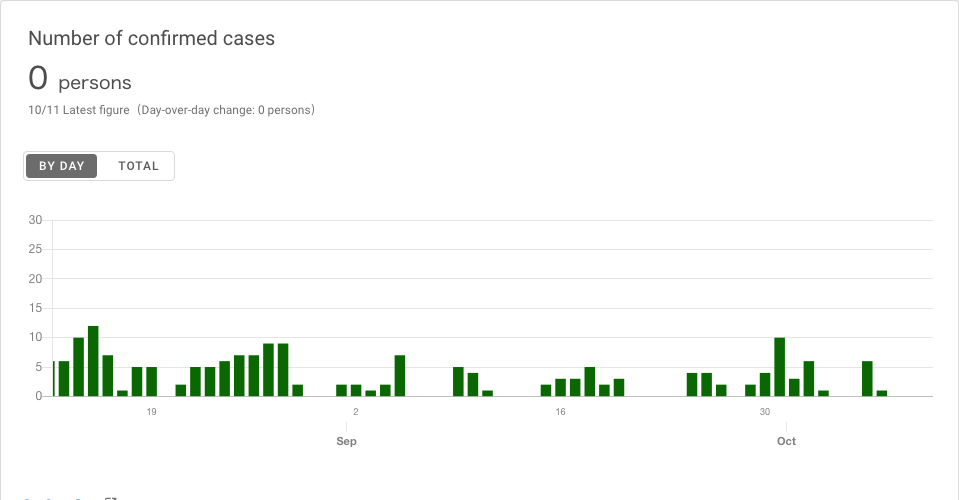 Number of confirmed cases
0 persons
10/11 Latest figure (Day-over-day change: 0 persons)
BY DAY TOTAL
30
25
20
15
10
5
0
19 2 16 30
Sep Oct